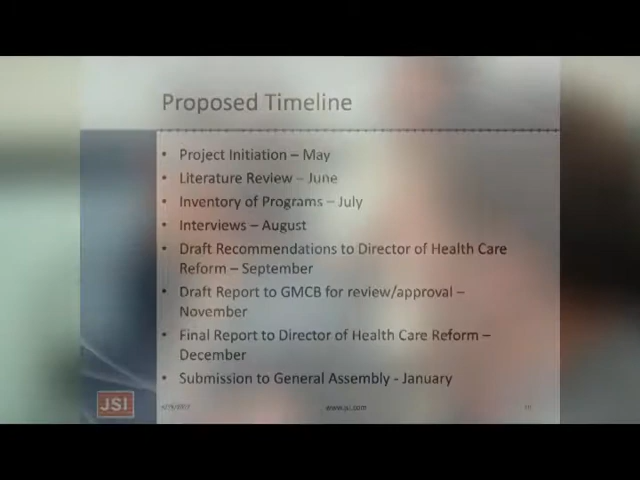 Proposed Timeline
• Project Initiation – May
• Literature Review – June
• Inventory of Programs – July
• Interviews – August
• Draft Recommendations to Director of Health Care
Reform – September
• Draft Report to GMCB for review/approval –
November
• Final Report to Director of Health Care Reform –
December
• Submission to General Assembly - January
JSI
www.jsi.com